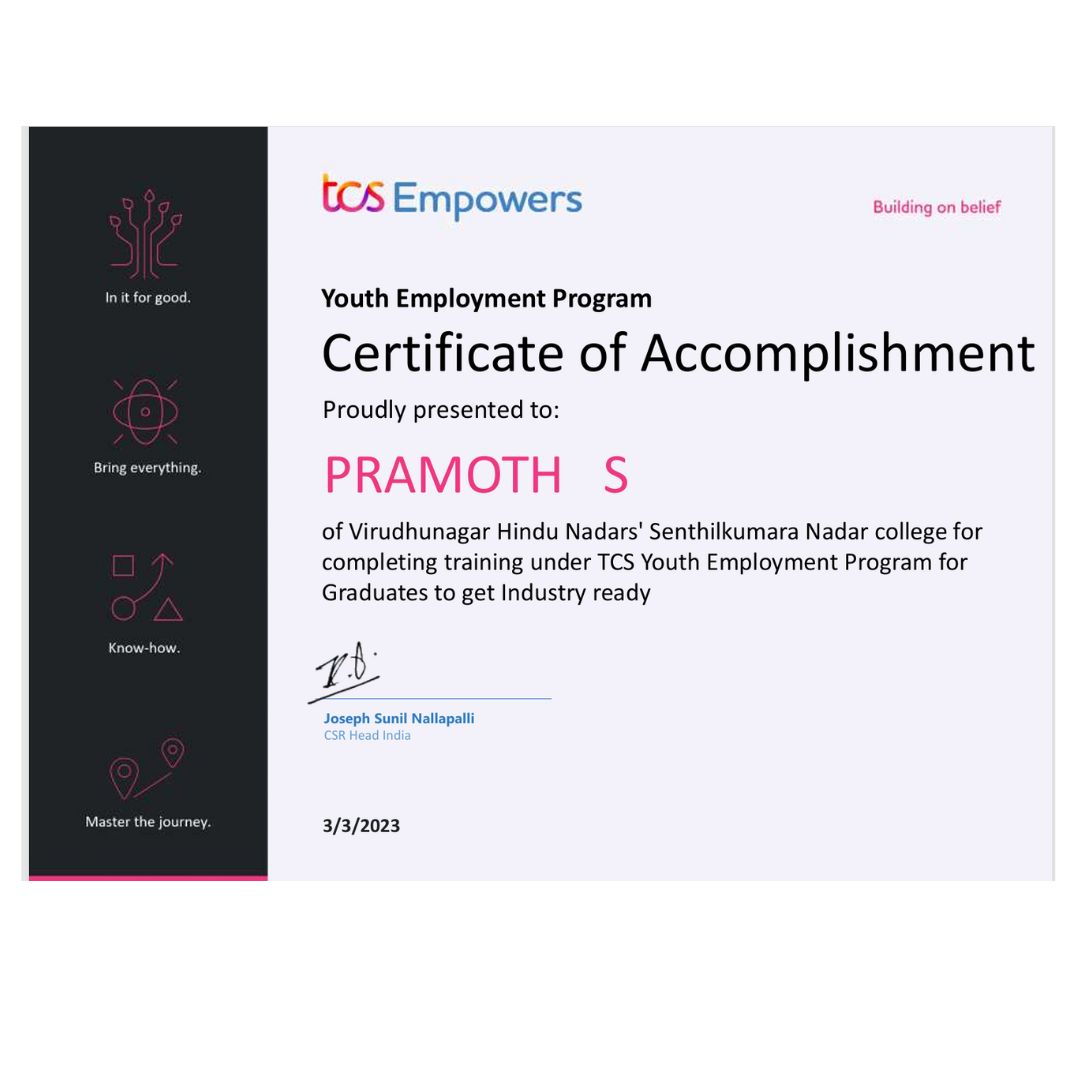 tcs Empowers
Building on belief
In it for good.
Bring everything.
Know-how.
Master the journey.
Youth Employment Program
Certificate of Accomplishment
Proudly presented to:
PRAMOTH S
of Virudhunagar Hindu Nadars' Senthilkumara Nadar college for
completing training under TCS Youth Employment Program for
Graduates to get Industry ready
Joseph Sunil Nallapalli
CSR Head India
3/3/2023